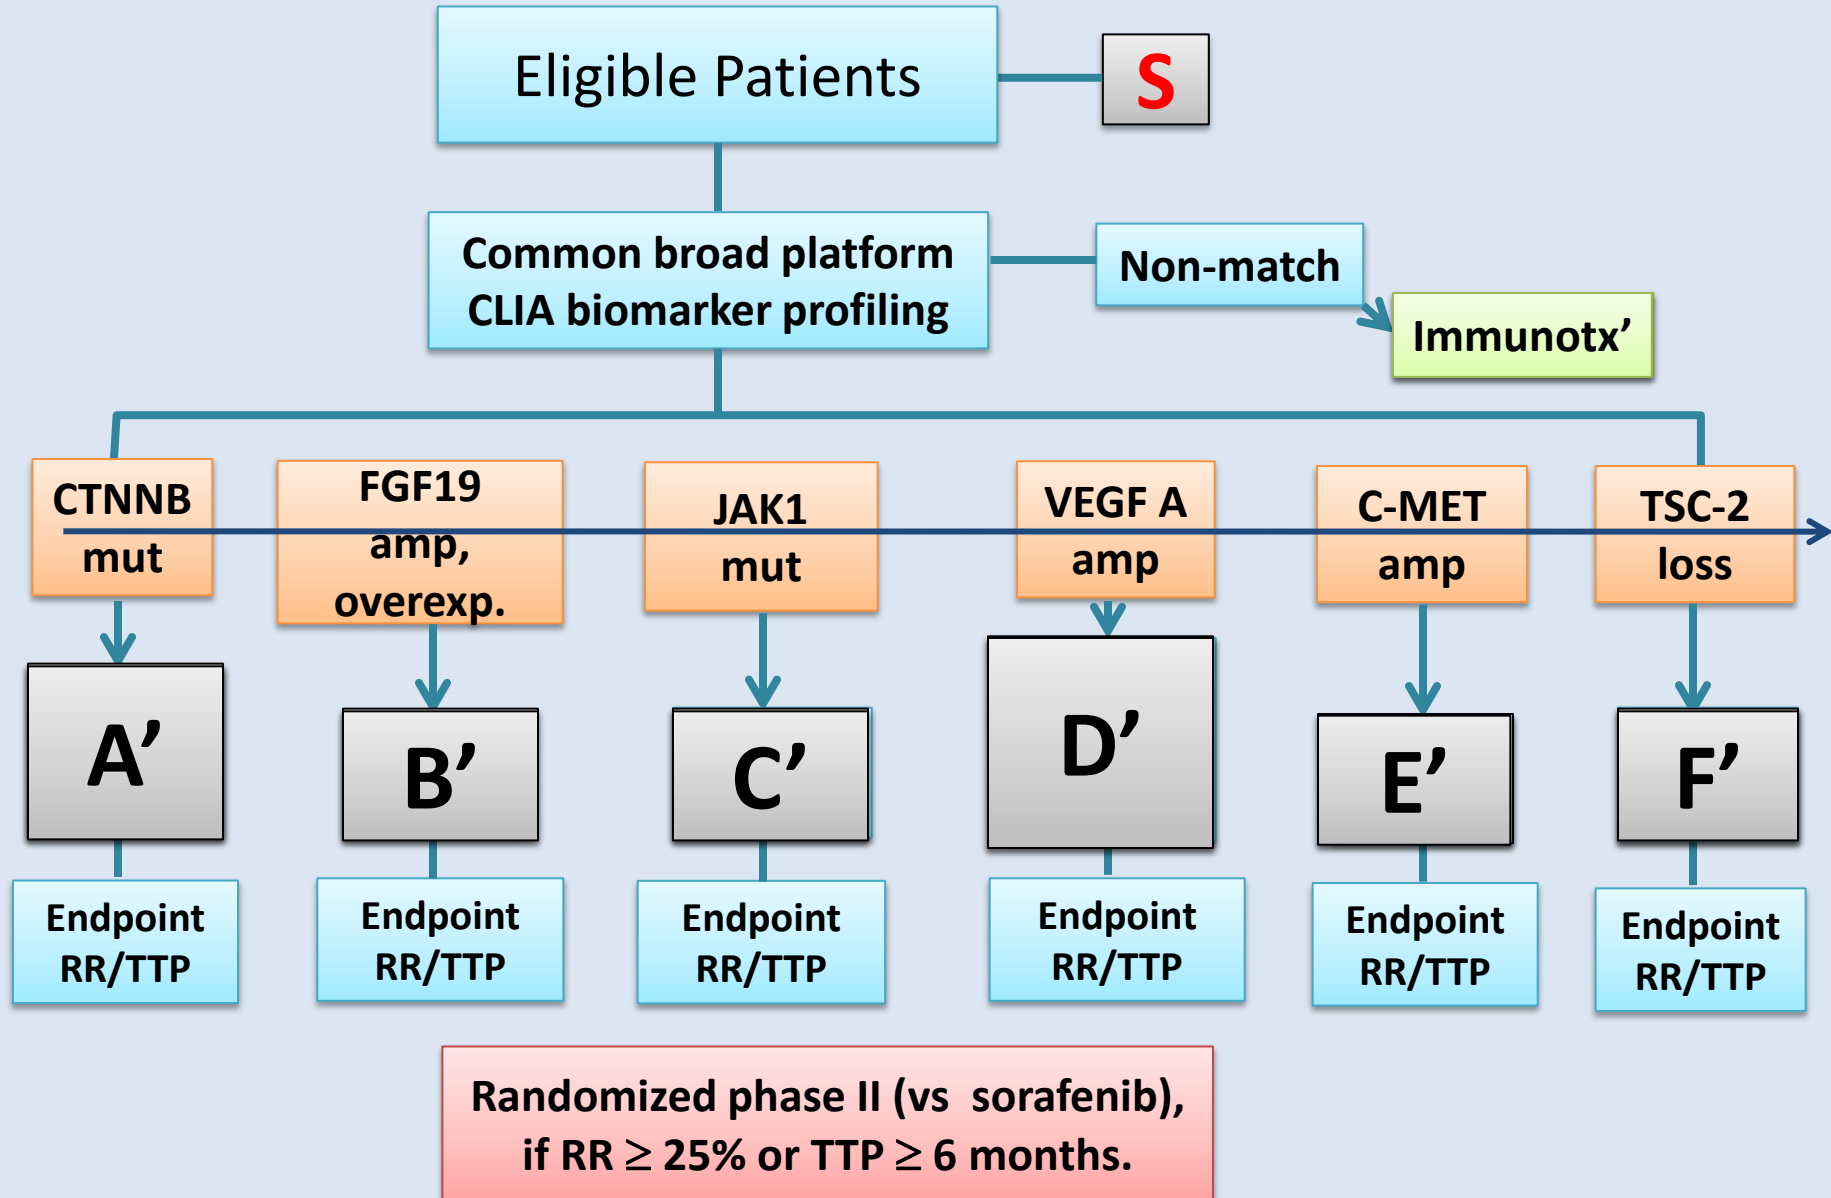 Eligible Patients
S
Common broad platform
CLIA biomarker profiling
Non-match
Immunotx’
CTNNB
mut
FGF19
amp,
overexp.
JAK1
mut
VEGF A
amp
C-MET
amp
TSC-2
loss
A’
B’
C’
D’
E’
F’
Endpoint
RR/TTP
Endpoint
RR/TTP
Endpoint
RR/TTP
Endpoint
RR/TTP
Endpoint
RR/TTP
Endpoint
RR/TTP
Randomized phase II (vs sorafenib),
if RR ≥ 25% or TTP ≥ 6 months.